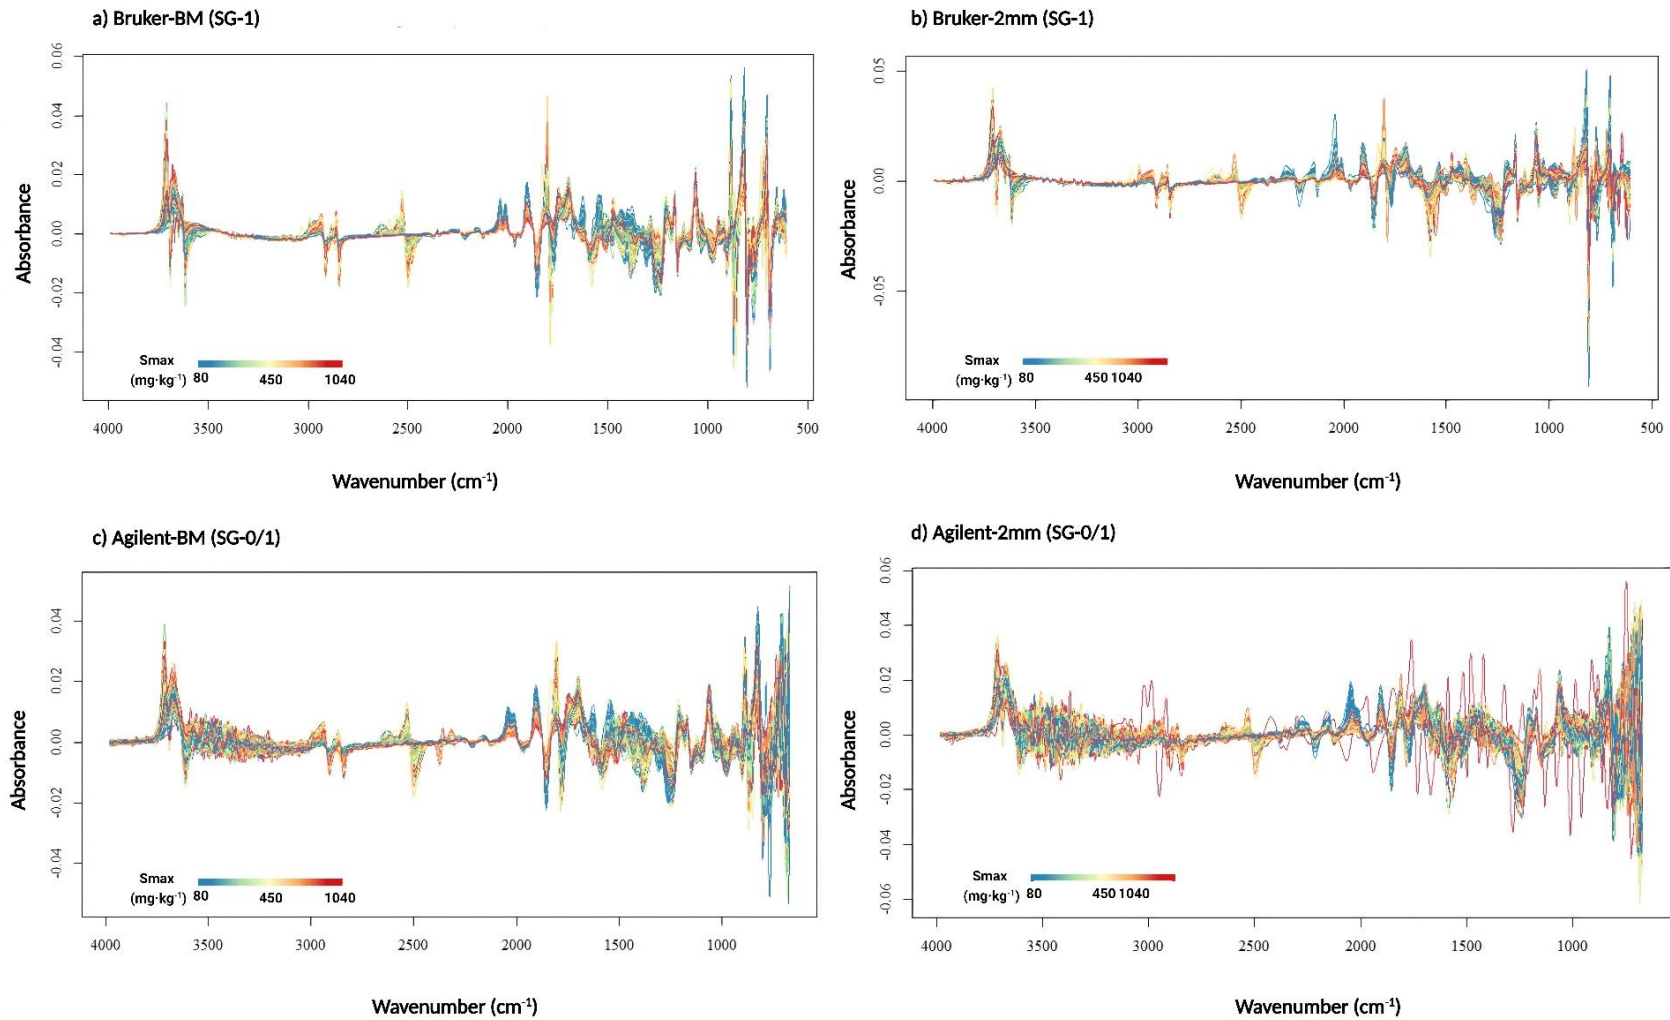 a) Bruker-BM (SG-1)
0.06
0.04
0.02
0.00
-0.02
-0.04
Absorbance
Smax
(mg·kg⁻¹) 80 450 1040
4000 3500 3000 2500 2000 1500 1000 500
Wavenumber (cm⁻¹)
b) Bruker-2mm (SG-1)
0.05
0.00
-0.05
Absorbance
Smax
(mg·kg⁻¹) 80 450 1040
4000 3500 3000 2500 2000 1500 1000 500
Wavenumber (cm⁻¹)
c) Agilent-BM (SG-0/1)
0.04
0.02
0.00
-0.02
-0.04
Absorbance
Smax
(mg·kg⁻¹) 80 450 1040
4000 3500 3000 2500 2000 1500 1000
Wavenumber (cm⁻¹)
d) Agilent-2mm (SG-0/1)
0.06
0.04
0.02
0.00
-0.02
-0.04
-0.06
Absorbance
Smax
(mg·kg⁻¹) 80 450 1040
4000 3500 3000 2500 2000 1500 1000
Wavenumber (cm⁻¹)